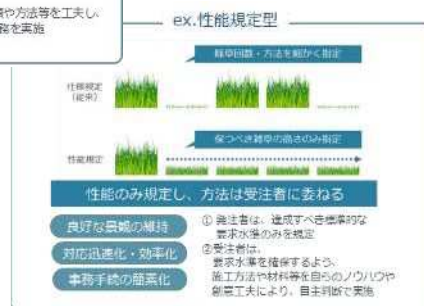 や方法等を工夫し、
務を実施
ex.性能規定型
除草回数・方法を細かく指定
仕様規定
(従来)
保つべき雑草の高さのみ指定
性能規定
性能のみ規定し、方法は受注者に委ねる
良好な景観の維持
対応迅速化・効率化
事務手続の簡素化
① 発注者は、達成すべき標準的な
要求水準のみを規定
②受注者は、
要求水準を確保するよう、
施工方法や材料等を自らのノウハウや
創意工夫により、自主判断で実施